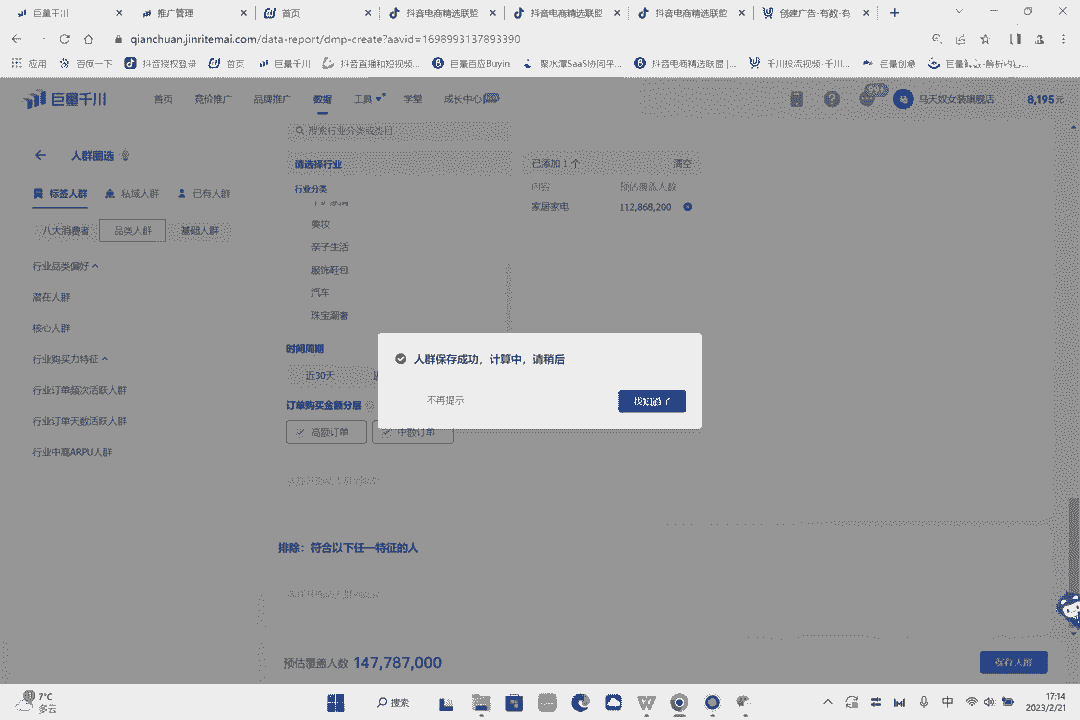 巨量千川
推广管理
首页
抖音电商精选联盟
抖音电商精选联盟
抖音电商精选联盟
创建广告-有数-有
qianchuan.jinritemai.com/data-report/dmp-create?aavid=1698993137893390
应用
百度一下
抖音授权登录
首页
巨量千川
抖音直播和短视频...
巨量百应Buyin
聚水潭SaaS协同平...
抖音电商精选联盟 |...
千川投流视频-千川...
巨量创意
巨量千川
首页
竞价推广
品牌推广
数据
工具
学堂
成长中心
99+
8,195元
搜索行业分类或类目
人群圈选
请选择行业
已添加 1 个
清空
行业分类
内容
预估覆盖人数
标签人群
私域人群
已有人群
家居家电
112,868,200
美妆
八大消费者
品类人群
基础人群
亲子生活
行业品类偏好
服饰鞋包
潜在人群
汽车
珠宝潮奢
核心人群
时间周期
行业购买力特征
人群保存成功，计算中，请稍后
近30天
行业订单频次活跃人群
不再提示
我知道了
订单购买金额分层
行业订单天数活跃人群
高额订单
中额订单
行业中高ARPU人群
排除：符合以下任一特征的人
预估覆盖人数 147,787,000
保存人群
7°C
多云
搜索
中
17:14
2023/2/21